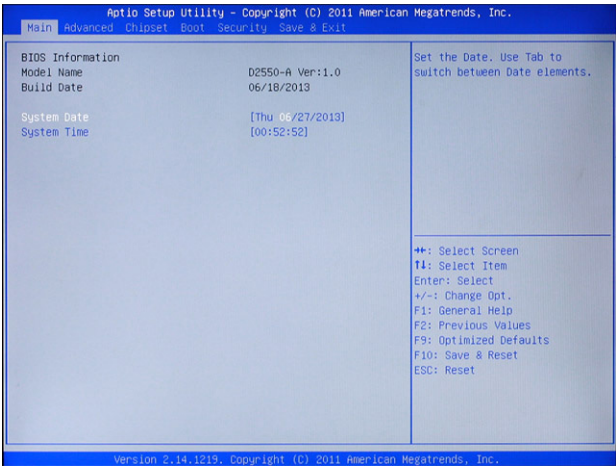 Aptio Setup Utility - Copyright (C) 2011 American Megatrends, Inc.
Main Advanced Chipset Boot Security Save & Exit
BIOS Information
Model Name D2550-A Ver:1.0
Build Date 06/18/2013
System Date [Thu 06/27/2013]
System Time [00:52:52]
Set the Date. Use Tab to
switch between Date elements.
→←: Select Screen
↑↓: Select Item
Enter: Select
+/-: Change Opt.
F1: General Help
F2: Previous Values
F9: Optimized Defaults
F10: Save & Reset
ESC: Reset
Version 2.14.1219. Copyright (C) 2011 American Megatrends, Inc.